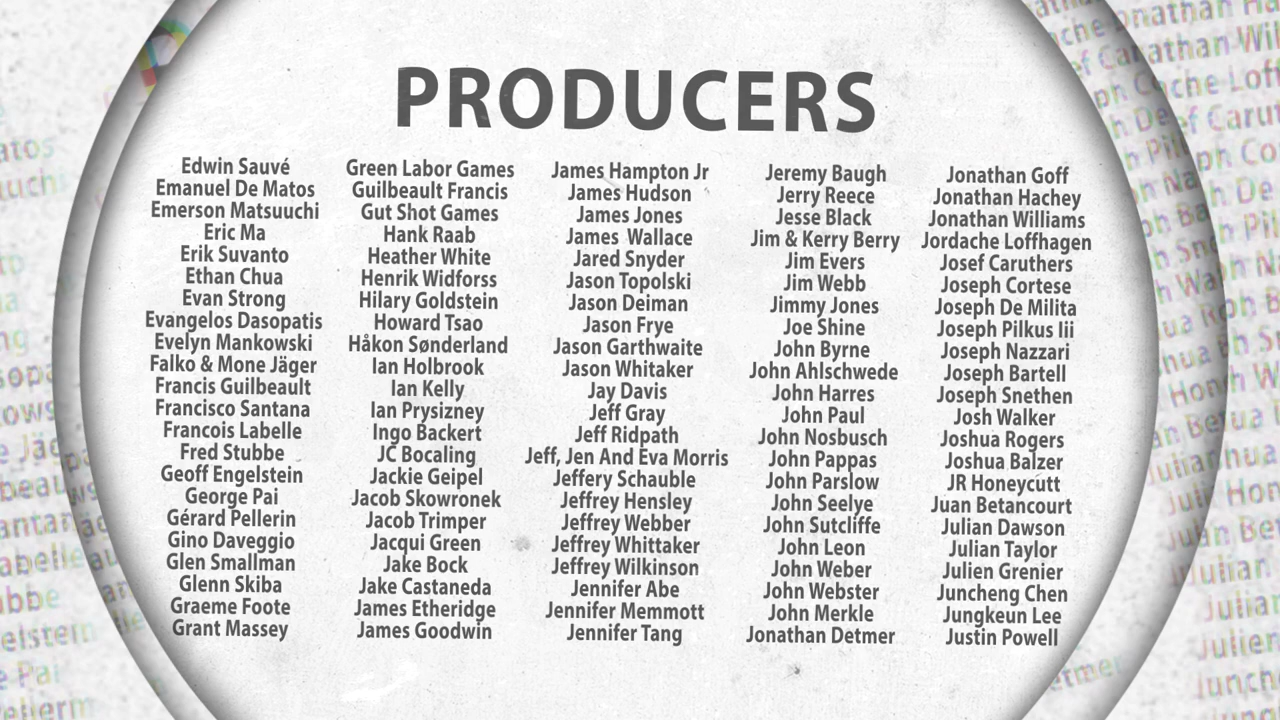 PRODUCERS
Edwin Sauvé
Emanuel De Matos
Emerson Matsuuchi
Eric Ma
Erik Suvanto
Ethan Chua
Evan Strong
Evangelos Dasopatis
Evelyn Mankowski
Falko & Mone Jäger
Francis Guilbeault
Francisco Santana
Francois Labelle
Fred Stubbe
Geoff Engelstein
George Pai
Gérard Pellerin
Gino Daveggio
Glen Smallman
Glenn Skiba
Graeme Foote
Grant Massey
Green Labor Games
Guilbeault Francis
Gut Shot Games
Hank Raab
Heather White
Henrik Widforss
Hilary Goldstein
Howard Tsao
Håkon Sønderland
Ian Holbrook
Ian Kelly
Ian Prysizney
Ingo Backert
JC Bocaling
Jackie Geipel
Jacob Skowronek
Jacob Trimper
Jacqui Green
Jake Bock
Jake Castaneda
James Etheridge
James Goodwin
James Hampton Jr
James Hudson
James Jones
James Wallace
Jared Snyder
Jason Topolski
Jason Deiman
Jason Frye
Jason Garthwaite
Jason Whitaker
Jay Davis
Jeff Gray
Jeff Ridpath
Jeff, Jen And Eva Morris
Jeffery Schauble
Jeffrey Hensley
Jeffrey Webber
Jeffrey Whittaker
Jeffrey Wilkinson
Jennifer Abe
Jennifer Memmott
Jennifer Tang
Jeremy Baugh
Jerry Reece
Jesse Black
Jim & Kerry Berry
Jim Evers
Jim Webb
Jimmy Jones
Joe Shine
John Byrne
John Ahlschwede
John Harres
John Paul
John Nosbusch
John Pappas
John Parslow
John Seelye
John Sutcliffe
John Leon
John Weber
John Webster
John Merkle
Jonathan Detmer
Jonathan Goff
Jonathan Hachey
Jonathan Williams
Jordache Loffhagen
Josef Caruthers
Joseph Cortese
Joseph De Milita
Joseph Pilkus Iii
Joseph Nazzari
Joseph Bartell
Joseph Snethen
Josh Walker
Joshua Rogers
Joshua Balzer
JR Honeycutt
Juan Betancourt
Julian Dawson
Julian Taylor
Julien Grenier
Juncheng Chen
Jungkeun Lee
Justin Powell